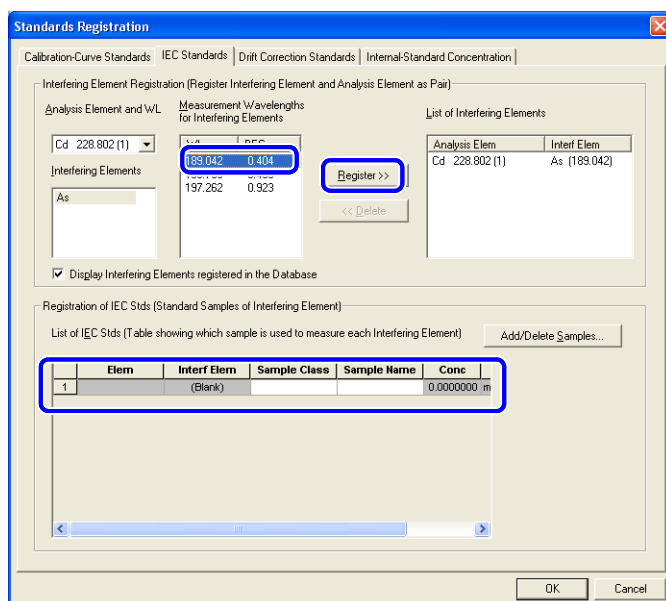 Standards Registration
Calibration-Curve Standards IEC Standards Drift Correction Standards Internal-Standard Concentration
Interfering Element Registration (Register Interfering Element and Analysis Element as Pair)
Analysis Element and WL
Measurement Wavelengths
for Interfering Elements
List of Interfering Elements
Cd 228.802 (1)
Analysis Elem Interf Elem
189.042 0.404
Cd 228.802 (1) As (189.042)
Interfering Elements
Register >>
As
197.262 0.923
<< Delete
Display Interfering Elements registered in the Database
Registration of IEC Stds (Standard Samples of Interfering Element)
List of IEC Stds (Table showing which sample is used to measure each Interfering Element)
Add/Delete Samples...
Elem Interf Elem Sample Class Sample Name Conc
1 (Blank) 0.0000000 m
OK Cancel